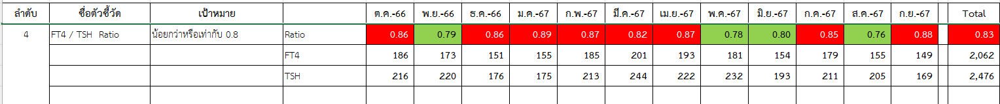 ลำดับ ชื่อตัวชี้วัด เป้าหมาย ต.ค.-66 พ.ย.-66 ธ.ค.-66 ม.ค.-67 ก.พ.-67 มี.ค.-67 เม.ย.-67 พ.ค.-67 มิ.ย.-67 ก.ค.-67 ส.ค.-67 ก.ย.-67 Total
4 FT4 / TSH Ratio น้อยกว่าหรือเท่ากับ 0.8 Ratio 0.86 0.79 0.86 0.89 0.87 0.82 0.87 0.78 0.80 0.85 0.76 0.88 0.83
FT4 186 173 151 155 185 201 193 181 154 179 155 149 2,062
TSH 216 220 176 175 213 244 222 232 193 211 205 169 2,476